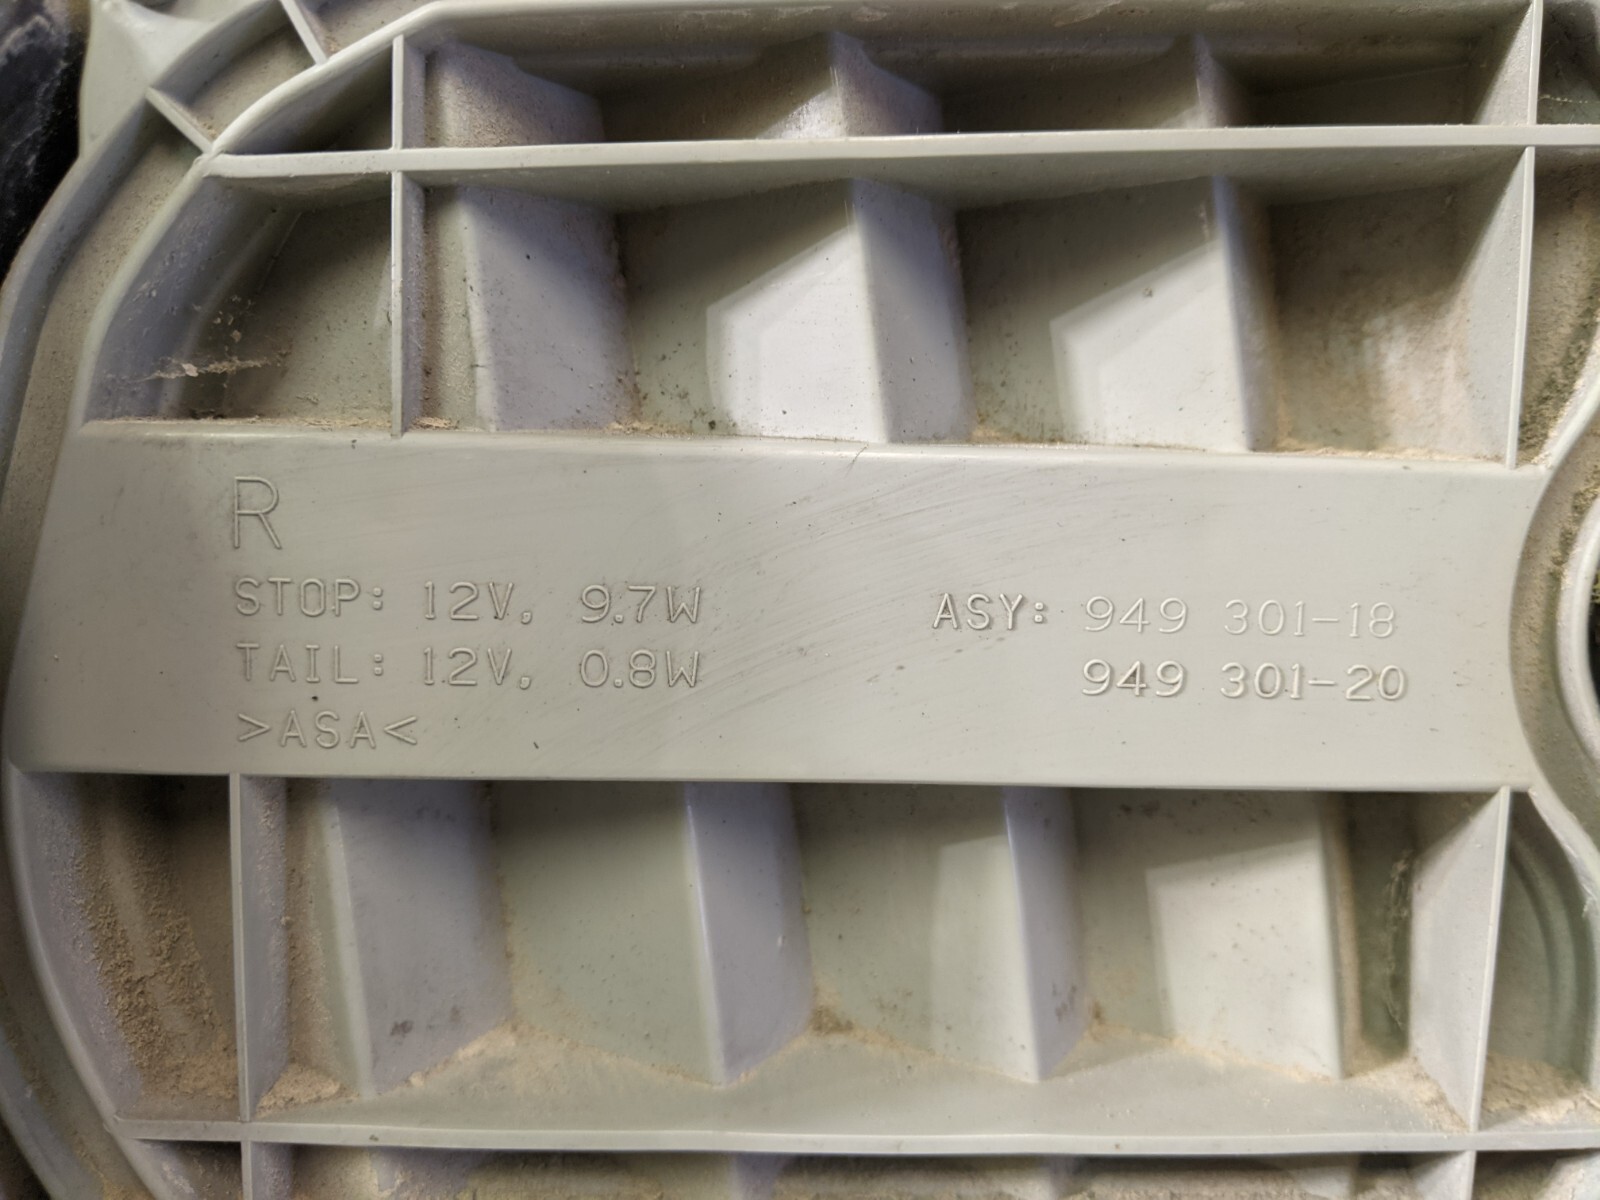 R
STOP: 12V, 9.7W
TAIL: 12V, 0.8W
>ASA<
ASY: 949 301-18
949 301-20